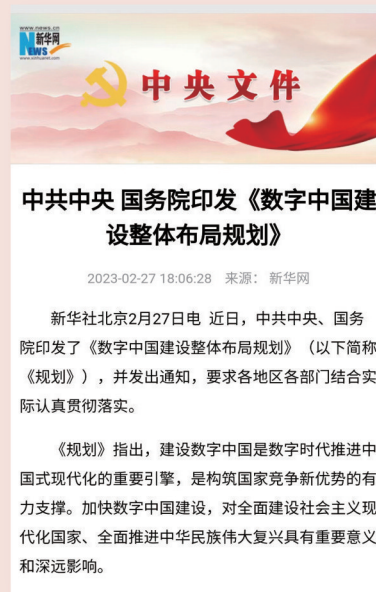 www.news.cn
新华网
NEWS
www.xinhuanet.com
中央文件
中共中央 国务院印发《数字中国建
设整体布局规划》
2023-02-27 18:06:28 来源： 新华网
新华社北京2月27日电 近日，中共中央、国务
院印发了《数字中国建设整体布局规划》（以下简称
《规划》），并发出通知，要求各地区各部门结合实
际认真贯彻落实。
《规划》指出，建设数字中国是数字时代推进中
国式现代化的重要引擎，是构筑国家竞争新优势的有
力支撑。加快数字中国建设，对全面建设社会主义现
代化国家、全面推进中华民族伟大复兴具有重要意义
和深远影响。